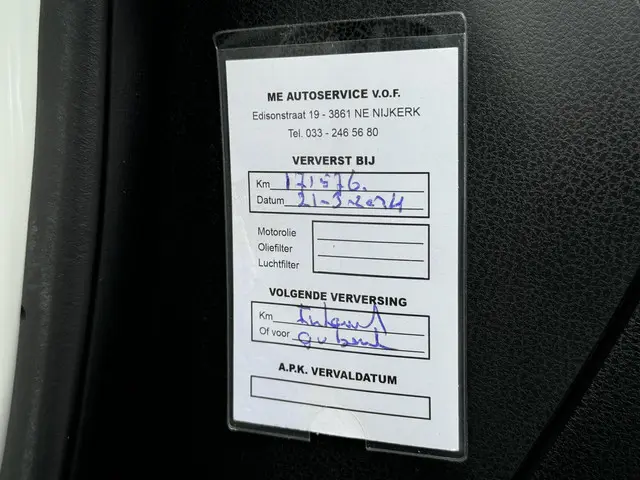 ME AUTOSERVICE V.O.F.
Edisonstraat 19 - 3861 NE NIJKERK
Tel. 033 - 246 56 80
VERVERST BIJ
Km 171576.
Datum 21-3-2024
Motorolie
Oliefilter
Luchtfilter
VOLGENDE VERVERSING
Km
Of voor
A.P.K. VERVALDATUM